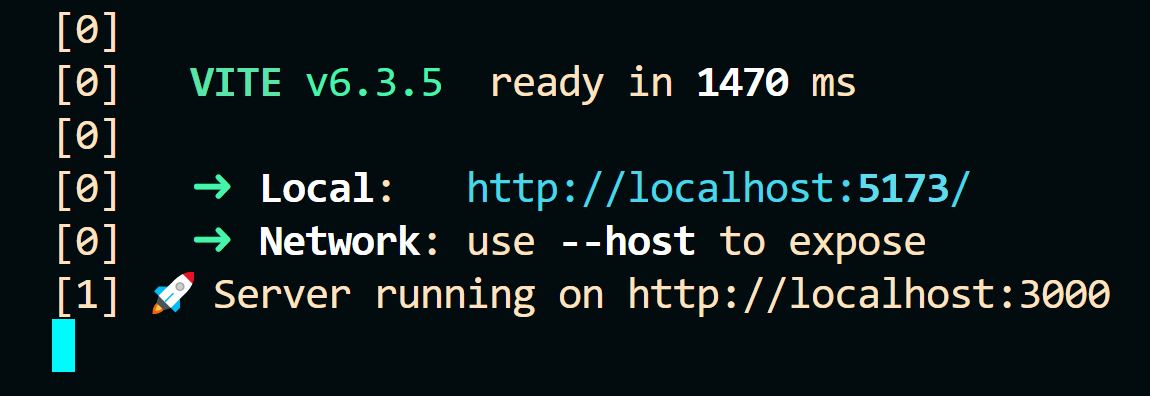 [0]
[0]   VITE v6.3.5  ready in 1470 ms
[0]
[0]   ➜ Local:   http://localhost:5173/
[0]   ➜ Network: use --host to expose
[1] 🚀 Server running on http://localhost:3000